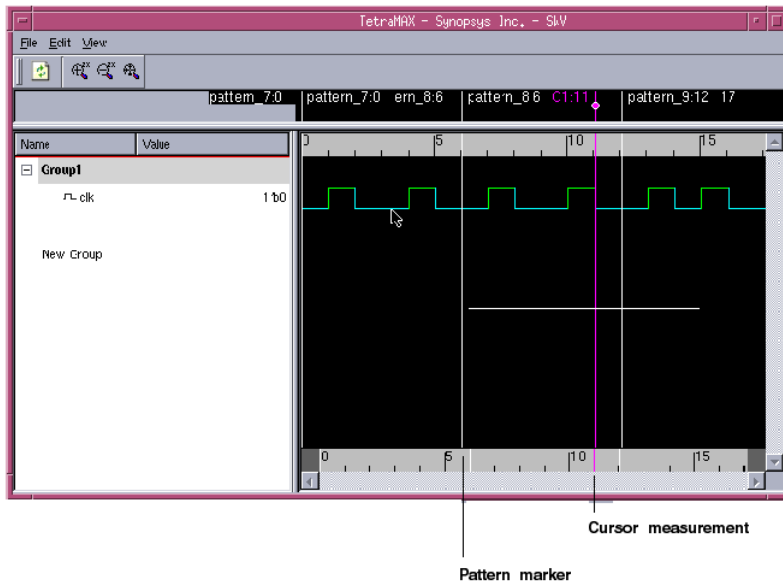 TetraMAX - Synopsys Inc. - SkV
File Edit View
pattern_7:0 pattern_7:0 ern_8:6 pattern_8 6 C1:11 pattern_9:12 17
Name Value 0 5 10 15
Group1
clk 1'b0
New Group
0 5 10 15
Cursor measurement
Pattern marker